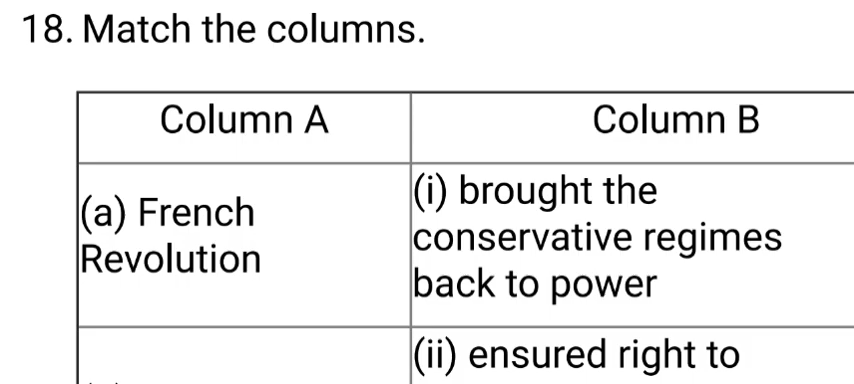 18. Match the columns.
Column A
Column B
(a) French
Revolution
(i) brought the
conservative regimes
back to power
(ii) ensured right to